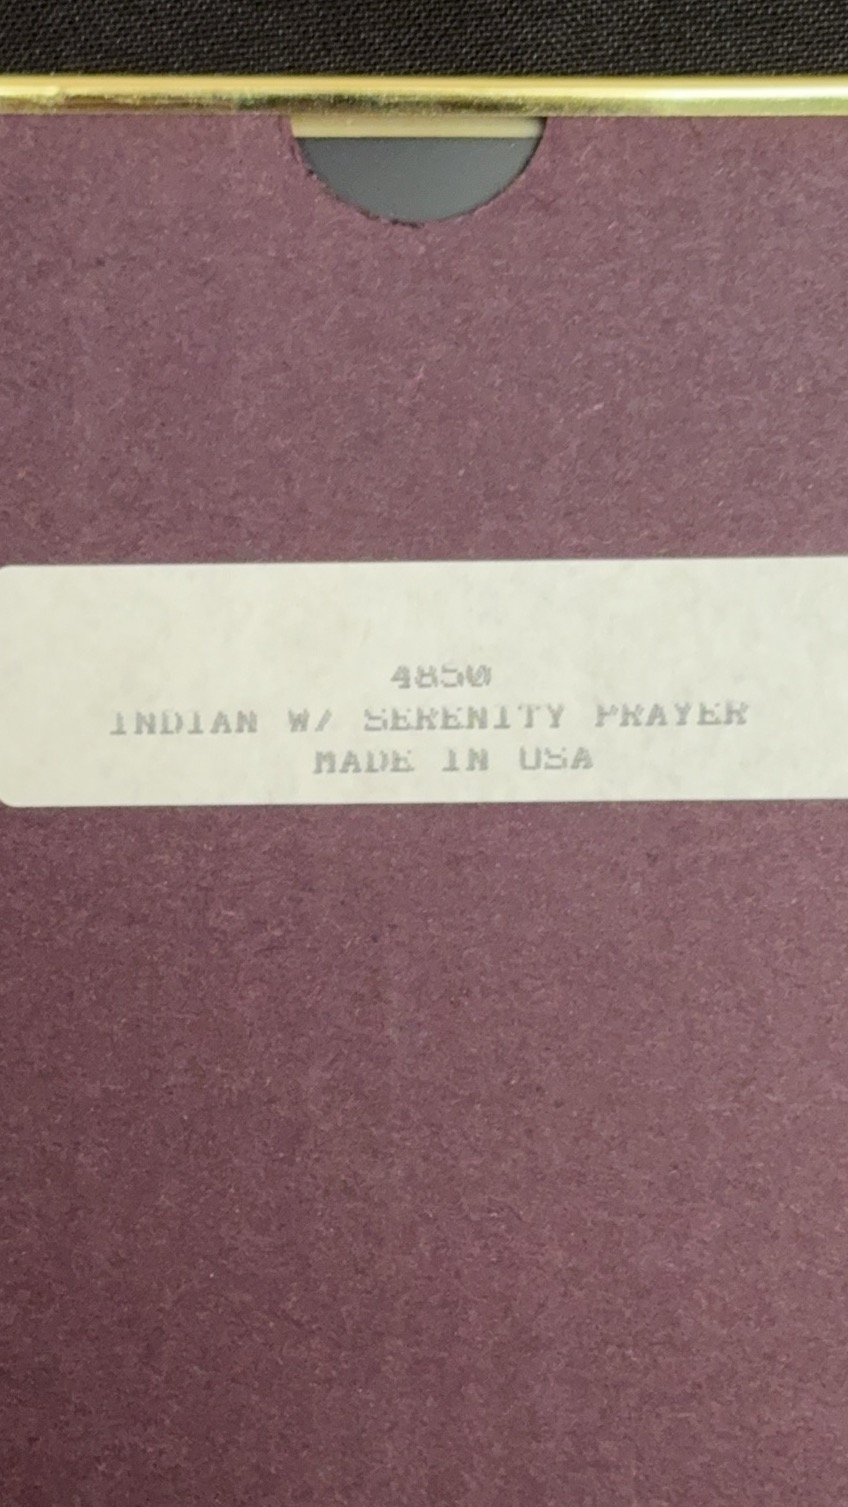 4850
INDIAN W/ SERENITY PRAYER
MADE IN USA